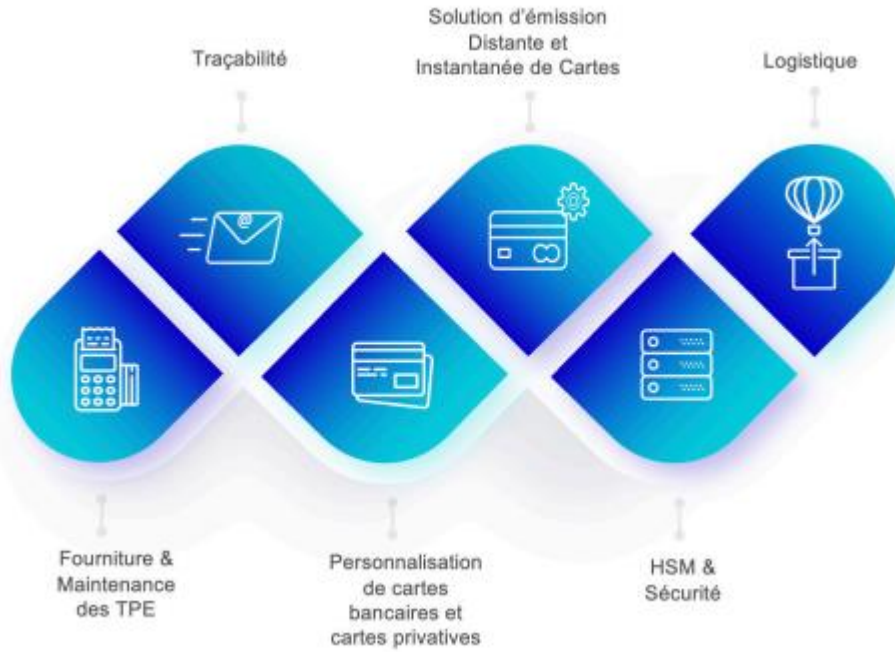 Traçabilité
Solution d'émission
Distante et
Instantanée de Cartes
Logistique
@
Fourniture &
Maintenance
des TPE
Personnalisation
de cartes
bancaires et
cartes privatives
HSM &
Sécurité